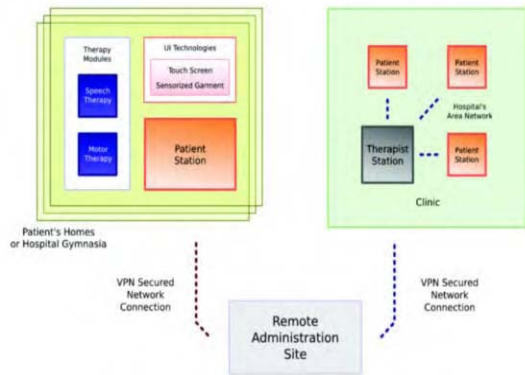 Therapy
Modules
Speech
Therapy
Motor
Therapy
UI Technologies
Touch Screen
Sensorized Garment
Patient
Station
Patient's Homes
or Hospital Gymnasia
Patient
Station
Patient
Station
Hospital's
Area Network
Therapist
Station
Patient
Station
Clinic
VPN Secured
Network
Connection
VPN Secured
Network
Connection
Remote
Administration
Site